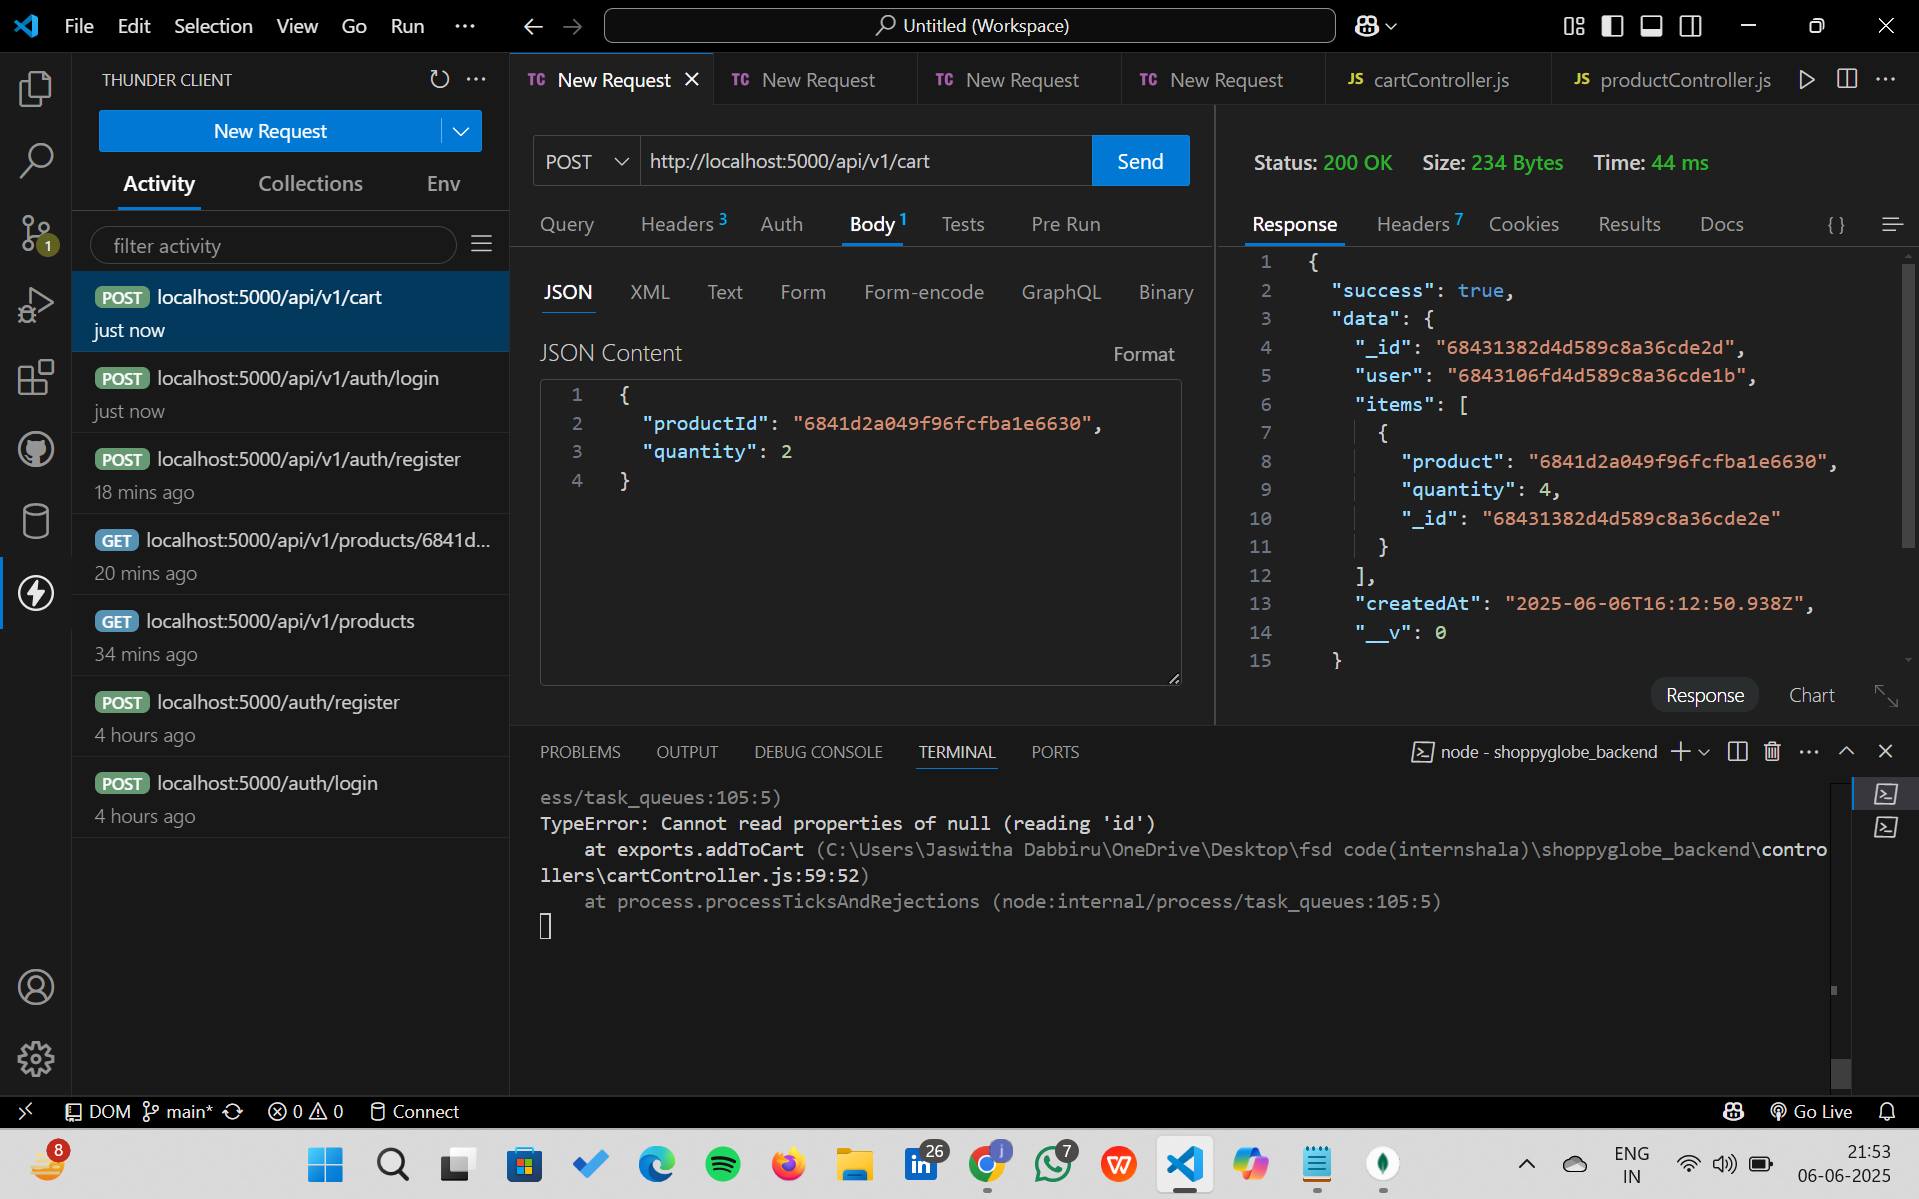 File Edit Selection View Go Run ···
Untitled (Workspace)
THUNDER CLIENT
New Request
Activity Collections Env
filter activity
POST localhost:5000/api/v1/cart
just now
POST localhost:5000/api/v1/auth/login
just now
POST localhost:5000/api/v1/auth/register
18 mins ago
GET localhost:5000/api/v1/products/6841d...
20 mins ago
GET localhost:5000/api/v1/products
34 mins ago
POST localhost:5000/auth/register
4 hours ago
POST localhost:5000/auth/login
4 hours ago
1
TC New Request TC New Request TC New Request TC New Request JS cartController.js JS productController.js
POST http://localhost:5000/api/v1/cart Send
Query Headers 3 Auth Body 1 Tests Pre Run
JSON XML Text Form Form-encode GraphQL Binary
JSON Content Format
1 {
2 "productId": "6841d2a049f96fcfba1e6630",
3 "quantity": 2
4 }
Status: 200 OK Size: 234 Bytes Time: 44 ms
Response Headers 7 Cookies Results Docs { }
1 {
2 "success": true,
3 "data": {
4 "_id": "68431382d4d589c8a36cde2d",
5 "user": "6843106fd4d589c8a36cde1b",
6 "items": [
7 {
8 "product": "6841d2a049f96fcfba1e6630",
9 "quantity": 4,
10 "_id": "68431382d4d589c8a36cde2e"
11 }
12 ],
13 "createdAt": "2025-06-06T16:12:50.938Z",
14 "__v": 0
15 }
Response Chart
PROBLEMS OUTPUT DEBUG CONSOLE TERMINAL PORTS
node - shoppyglobe_backend
ess/task_queues:105:5)
TypeError: Cannot read properties of null (reading 'id')
at exports.addToCart (C:\Users\Jaswitha Dabbiru\OneDrive\Desktop\fsd code(internshala)\shoppyglobe_backend\contro
llers\cartController.js:59:52)
at process.processTicksAndRejections (node:internal/process/task_queues:105:5)
DOM main* 0 0 Connect
Go Live
8
26
j
7
ENG
IN
21:53
06-06-2025